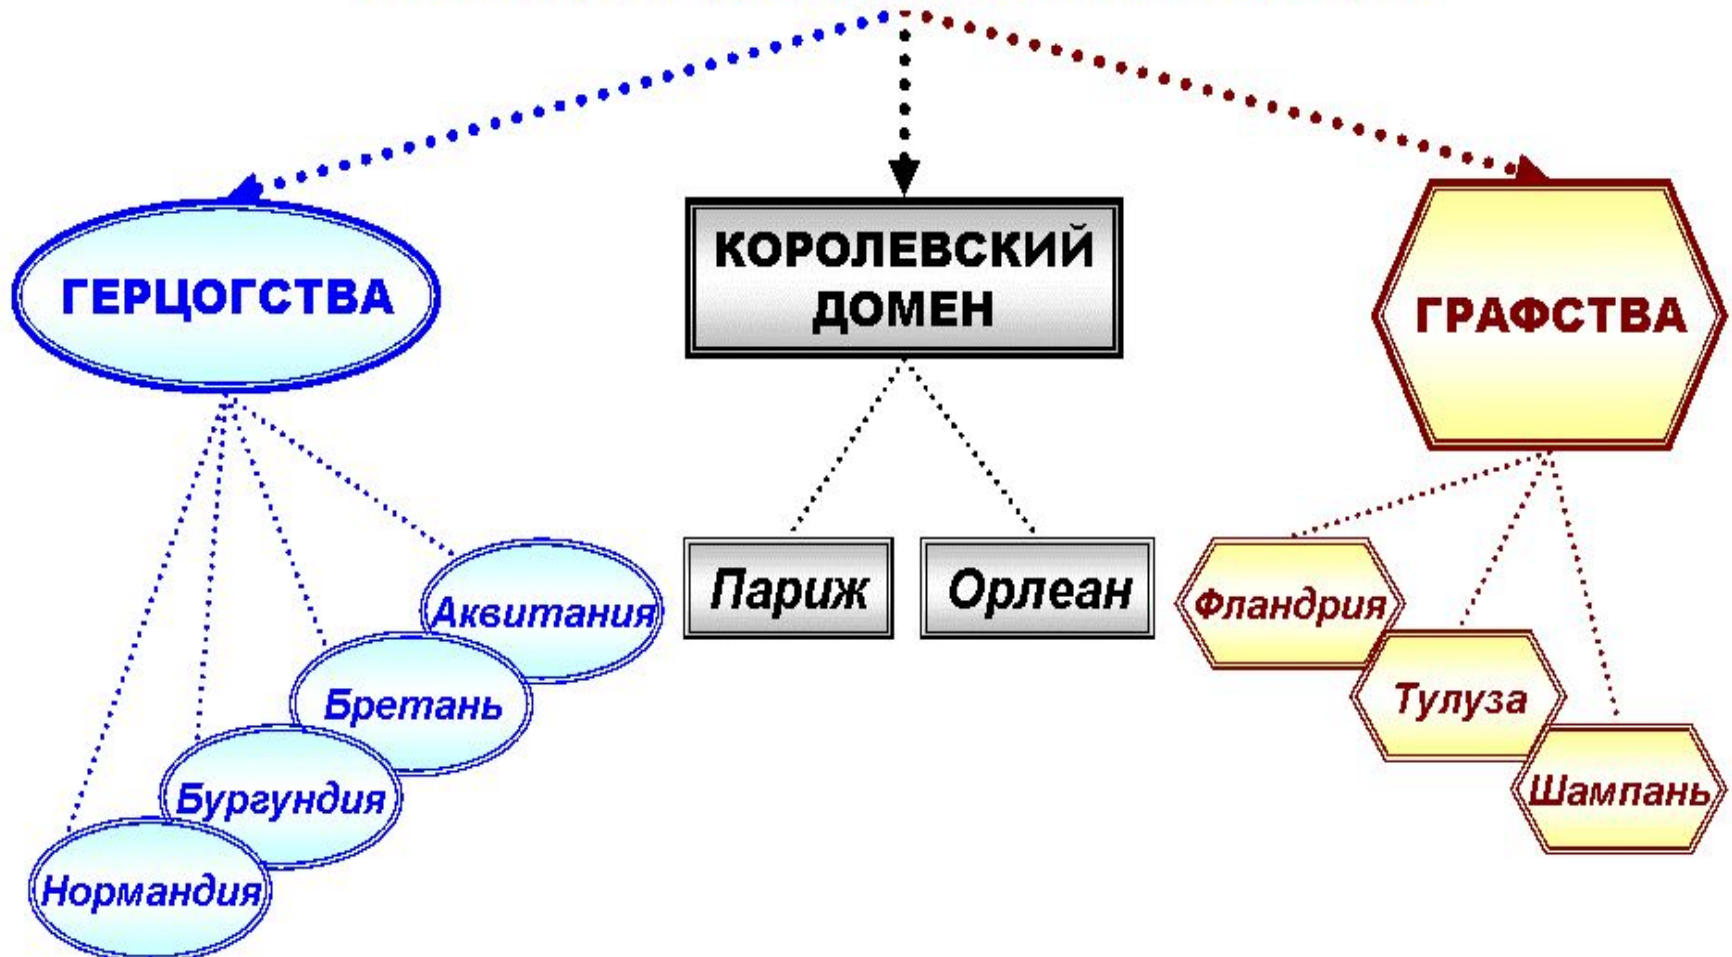 ГЕРЦОГСТВА
КОРОЛЕВСКИЙ
ДОМЕН
ГРАФСТВА
Аквитания
Бретань
Бургундия
Нормандия
Париж
Орлеан
Фландрия
Тулуза
Шампань